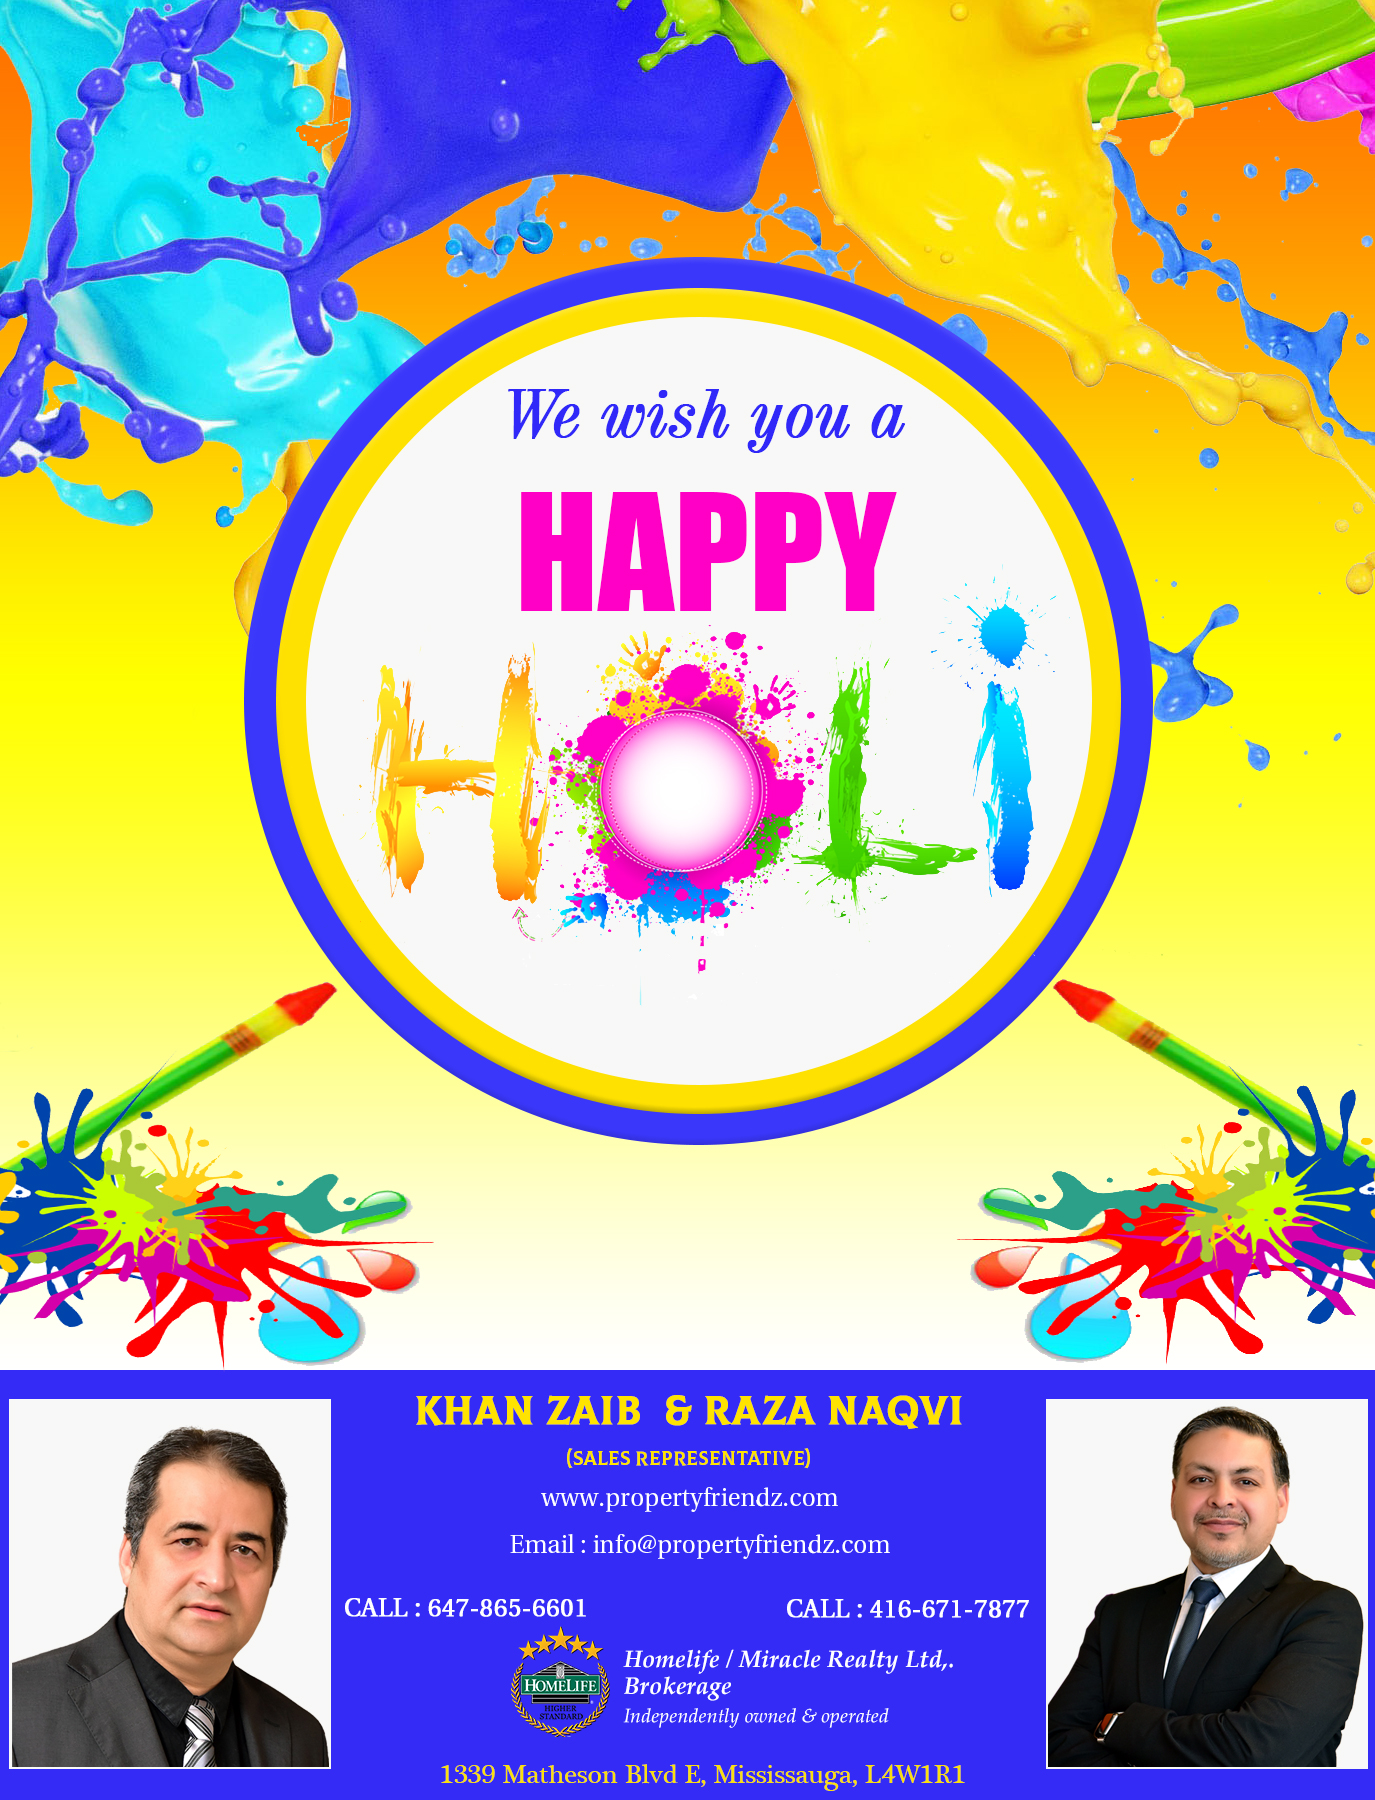 We wish you a
HAPPY
HOLi
KHAN ZAIB & RAZA NAQVI
(SALES REPRESENTATIVE)
www.propertyfriendz.com
Email : info@propertyfriendz.com
CALL : 647-865-6601
CALL : 416-671-7877
HOMELIFE
HIGHER
STANDARD
Homelife / Miracle Realty Ltd,.
Brokerage
Independently owned & operated
1339 Matheson Blvd E, Mississauga, L4W1R1